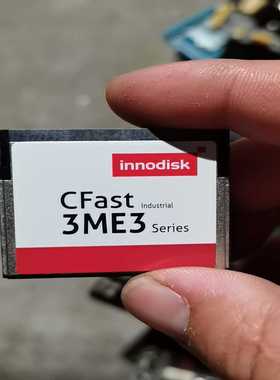 innodisk
CFast Industrial
3ME3 Series